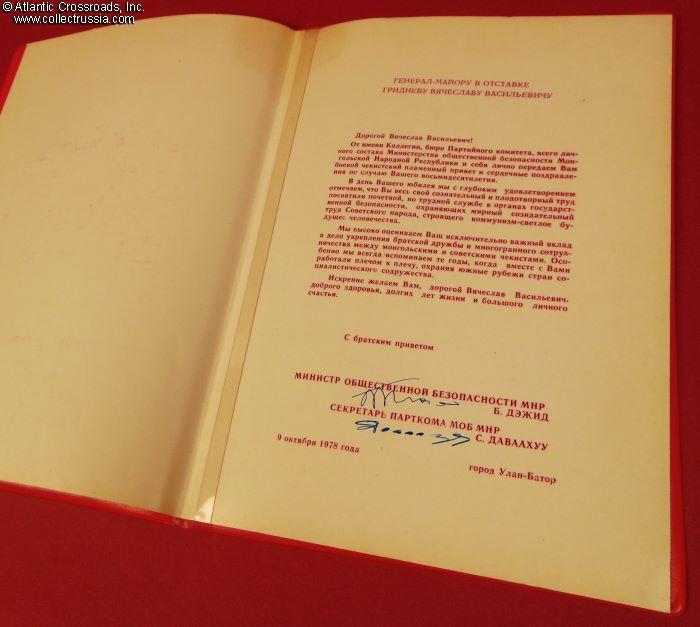 © Atlantic Crossroads, Inc.
www.collectrussia.com
ГЕНЕРАЛ-МАЙОРУ В ОТСТАВКЕ
ГРИДНЕВУ ВЯЧЕСЛАВУ ВАСИЛЬЕВИЧУ
Дорогой Вячеслав Васильевич!
От имени Коллегии, бюро Партийного комитета, всего лич-
ного состава Министерства общественной безопасности Мон-
гольской Народной Республики и себя лично передаем Вам
боевой чекистский пламенный привет и сердечные поздравле-
ния по случаю Вашего восьмидесятилетия.
В день Вашего юбилея мы с глубоким удовлетворением
отмечаем, что Вы весь свой сознательный и плодотворный труд
посвятили почетной, но трудной службе в органах государст-
венной безопасности, охраняющих мирный созидательный
труд Советского народа, строящего коммунизм-светлое бу-
дущее человечества.
Мы высоко оцениваем Ваш исключительно важный вклад
в дело укрепления братской дружбы и многогранного сотруд-
ничества между монгольскими и советскими чекистами. Осо-
бенно мы всегда вспоминаем те годы, когда вместе с Вами
работали плечом к плечу, охраняя южные рубежи стран со-
циалистического содружества.
Искренне желаем Вам, дорогой Вячеслав Васильевич.
доброго здоровья, долгих лет жизни и большого личного
счастья.
С братским приветом
МИНИСТР ОБЩЕСТВЕННОЙ БЕЗОПАСНОСТИ МНР
Б. ДЭЖИД
СЕКРЕТАРЬ ПАРТКОМА МОБ МНР
С. ДАВААХУУ
9 октября 1978 года
город Улан-Батор